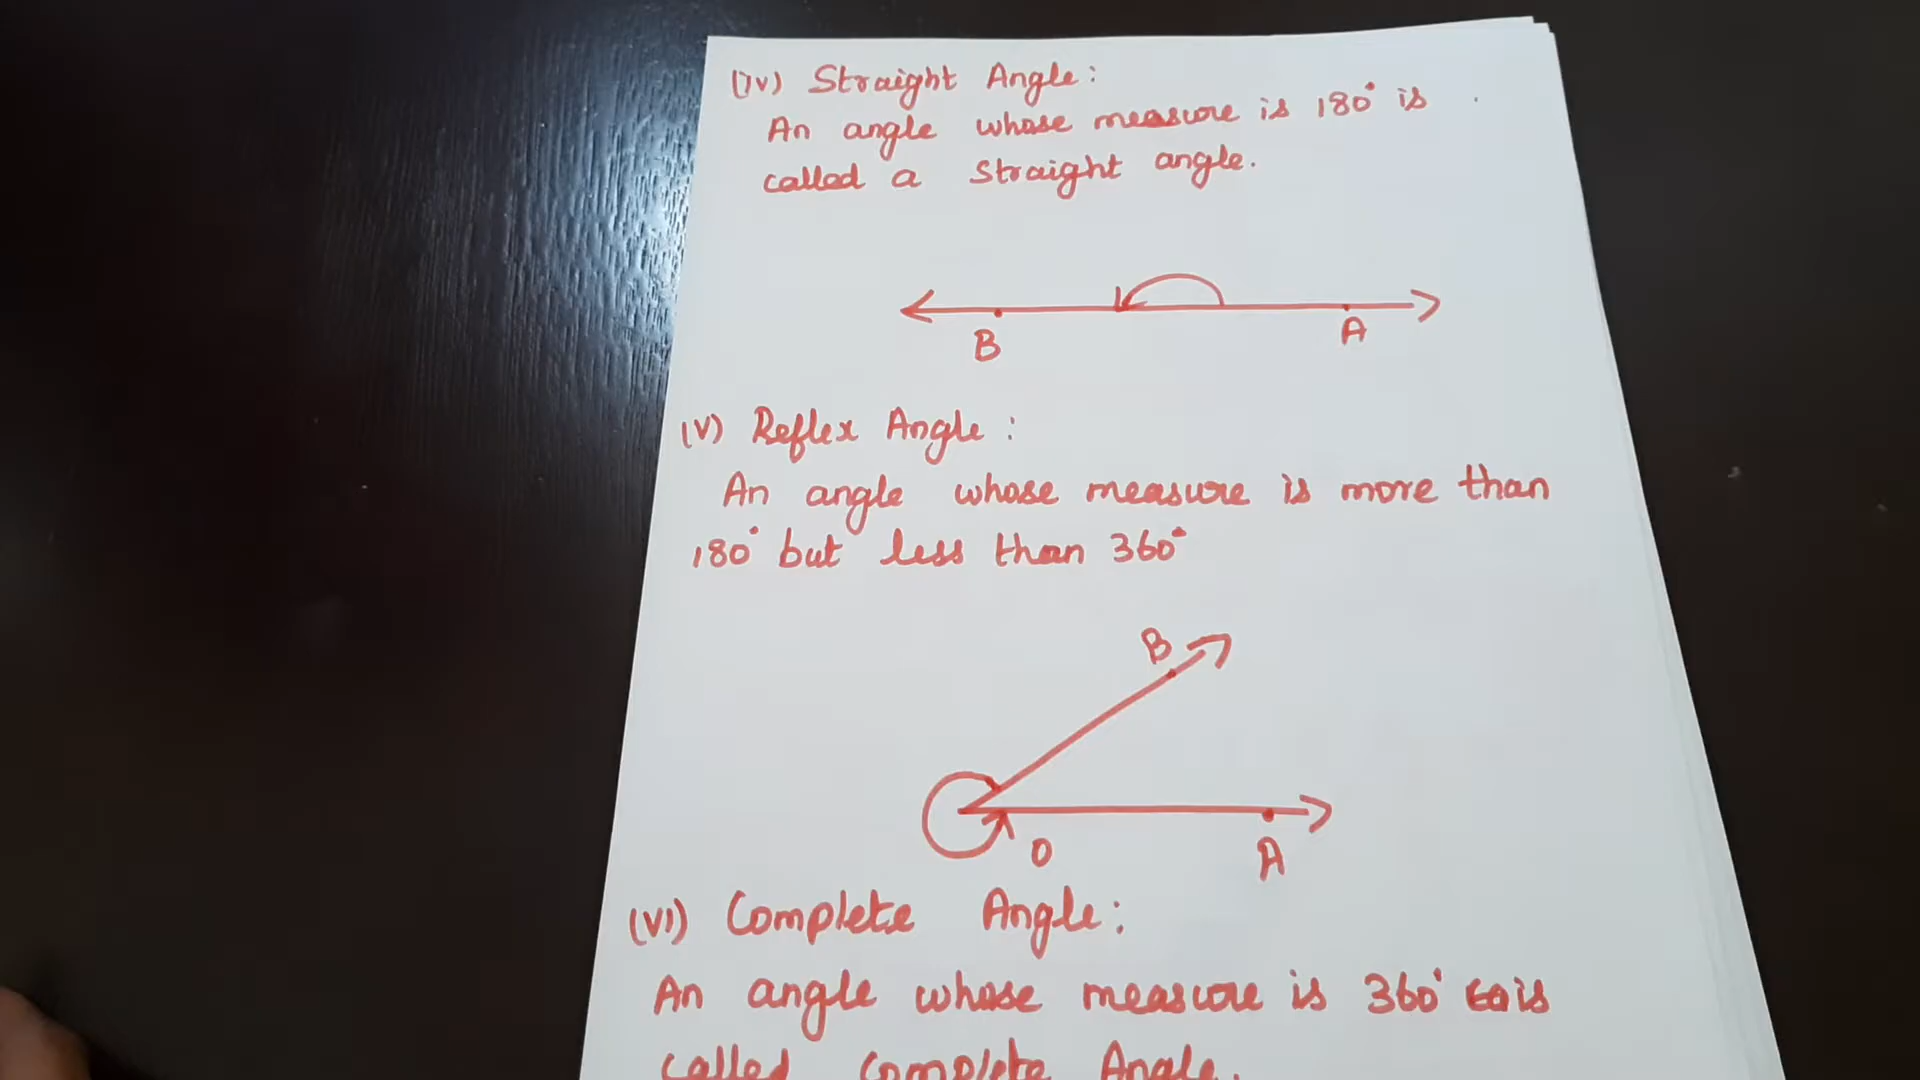 (iv) Straight Angle:
An angle whose measure is 180° is
called a Straight angle.
B A
(V) Reflex Angle:
An angle whose measure is more than
180° but less than 360°
B
O A
(VI) Complete Angle:
An angle whose measure is 360° is
called complete Angle.